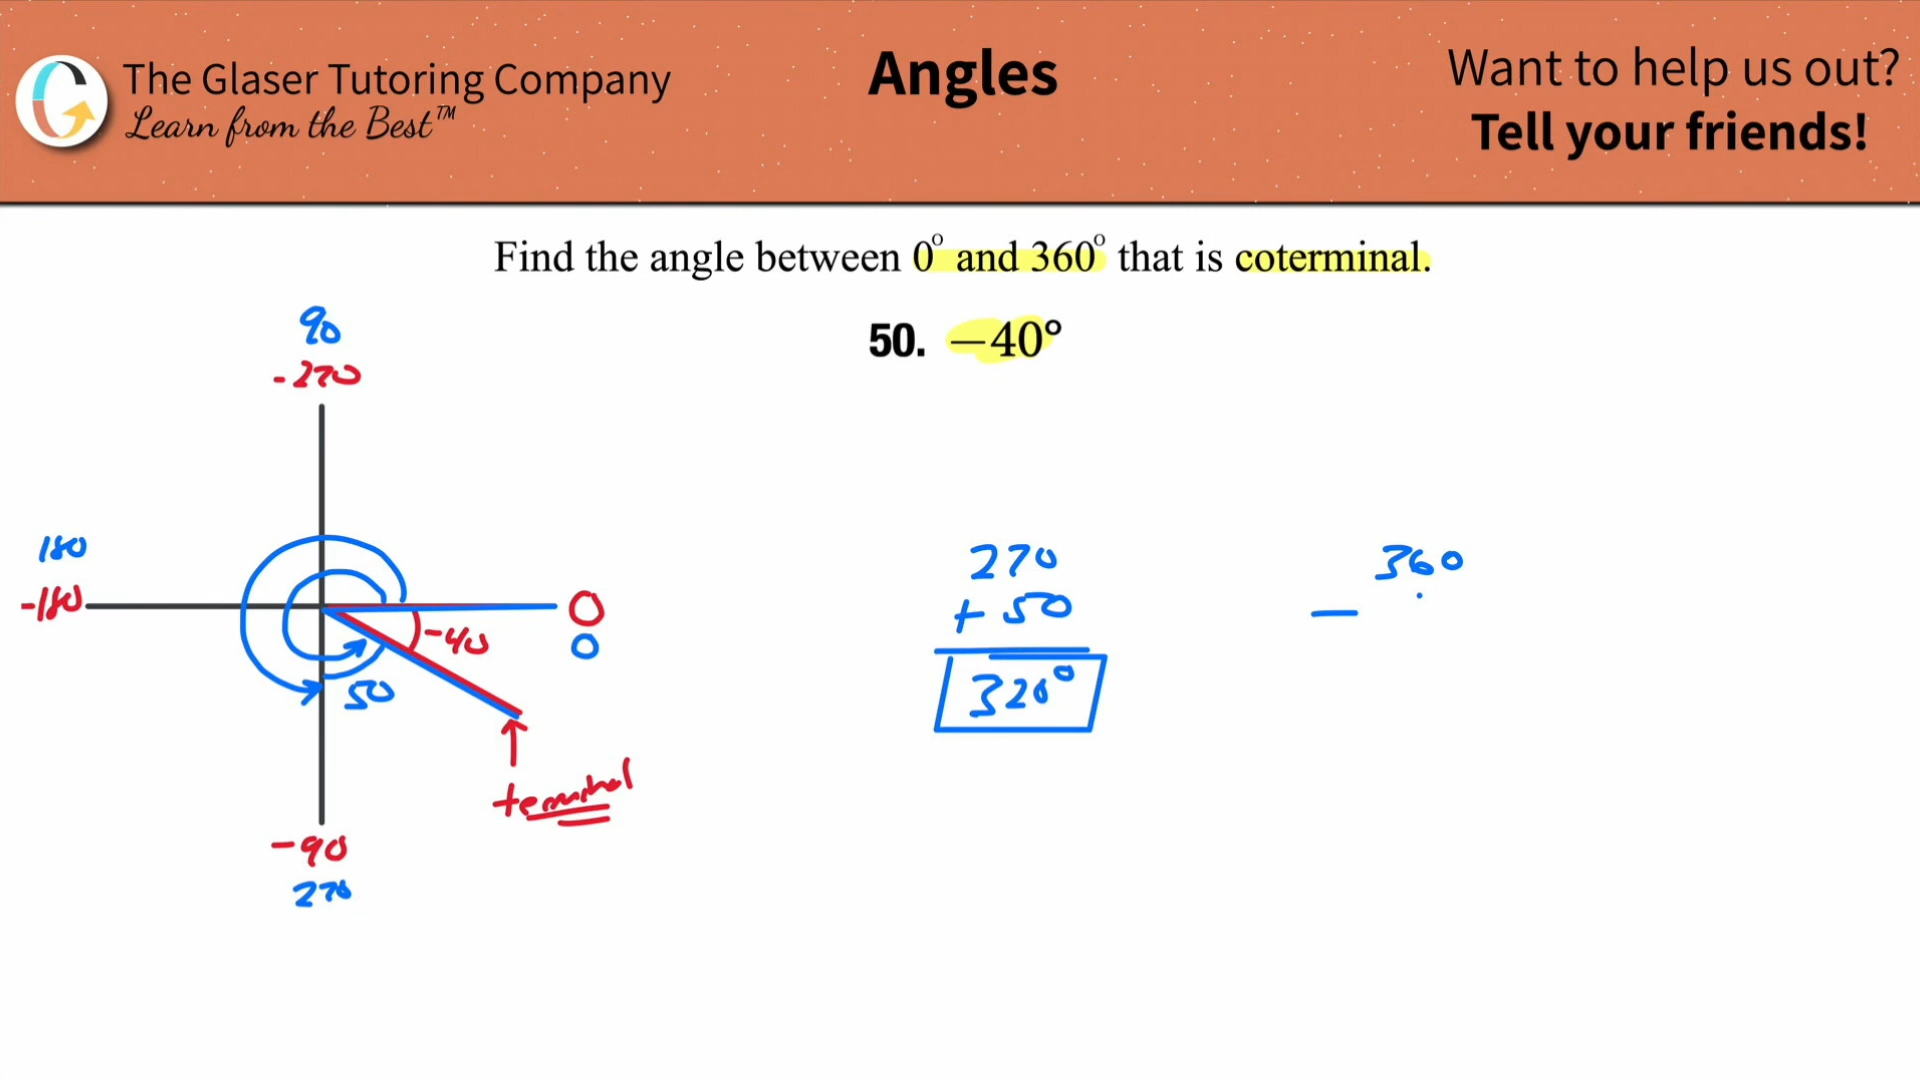 The Glaser Tutoring Company
Learn from the Best™
Angles
Want to help us out?
Tell your friends!
Find the angle between 0° and 360° that is coterminal.
50. −40°
90
-270
180
-180
0
0
-40
50
terminal
-90
270
270
+ 50
320°
360
−